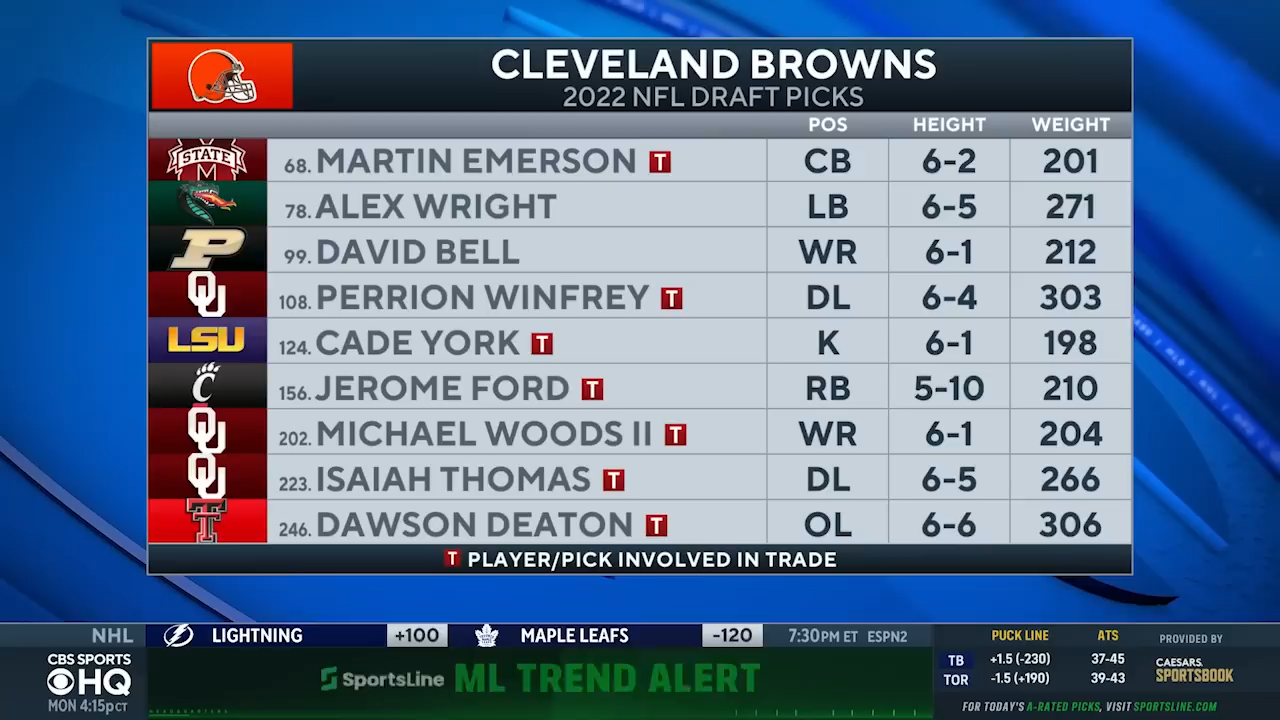 CLEVELAND BROWNS
2022 NFL DRAFT PICKS
POS HEIGHT WEIGHT
STATE M 68. MARTIN EMERSON T CB 6-2 201
78. ALEX WRIGHT LB 6-5 271
P 99. DAVID BELL WR 6-1 212
OU 108. PERRION WINFREY T DL 6-4 303
LSU 124. CADE YORK T K 6-1 198
C 156. JEROME FORD T RB 5-10 210
OU 202. MICHAEL WOODS II T WR 6-1 204
OU 223. ISAIAH THOMAS T DL 6-5 266
T 246. DAWSON DEATON T OL 6-6 306
T PLAYER/PICK INVOLVED IN TRADE
NHL LIGHTNING +100 MAPLE LEAFS -120 7:30PM ET ESPN2
PUCK LINE ATS PROVIDED BY
CBS SPORTS
HQ
MON 4:15PCT
SportsLine ML TREND ALERT
HEADQUARTERS
TB +1.5 (-230) 37-45
TOR -1.5 (+190) 39-43
CAESARS
SPORTSBOOK
FOR TODAY'S A-RATED PICKS, VISIT SPORTSLINE.COM